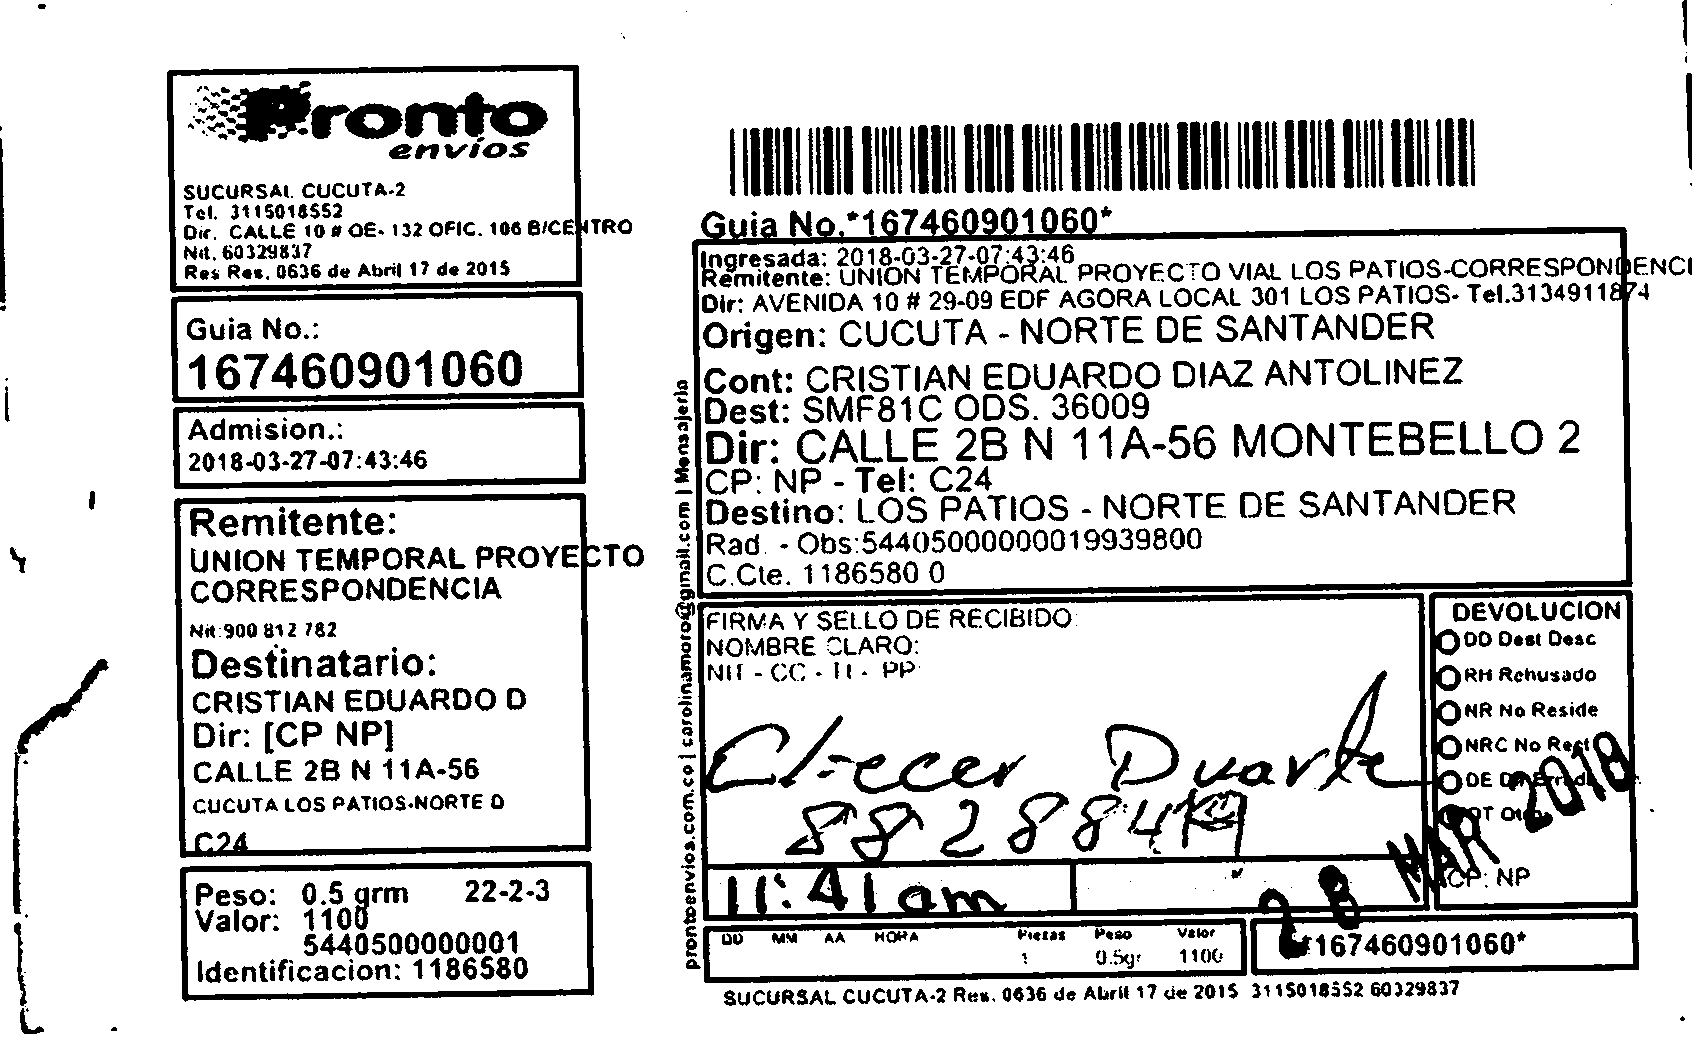 Pronto
envíos
SUCURSAL CUCUTA-2
Tel. 3115018552
Dir. CALLE 10 # OE- 132 OFIC. 106 B/CENTRO
Nit. 60329837
Res Res. 0636 de Abril 17 de 2015
Guia No.:
167460901060
Admision.:
2018-03-27-07:43:46
Remitente:
UNION TEMPORAL PROYECTO
CORRESPONDENCIA
Nit:900 812 782
Destinatario:
CRISTIAN EDUARDO D
Dir: [CP NP]
CALLE 2B N 11A-56
CUCUTA LOS PATIOS-NORTE D
C24
Peso: 0.5 grm 22-2-3
Valor: 1100
5440500000001
Identificacion: 1186580
prontoenvios.com.co | carolinamoro@gmail.com | Mensajeria
Guia No.*167460901060*
Ingresada: 2018-03-27-07:43:46
Remitente: UNION TEMPORAL PROYECTO VIAL LOS PATIOS-CORRESPONDENCI
Dir: AVENIDA 10 # 29-09 EDF AGORA LOCAL 301 LOS PATIOS- Tel.3134911874
Origen: CUCUTA - NORTE DE SANTANDER
Cont: CRISTIAN EDUARDO DIAZ ANTOLINEZ
Dest: SMF81C ODS. 36009
Dir: CALLE 2B N 11A-56 MONTEBELLO 2
CP: NP - Tel: C24
Destino: LOS PATIOS - NORTE DE SANTANDER
Rad. - Obs:54405000000019939800
C.Cte. 1186580 0
FIRMA Y SELLO DE RECIBIDO:
NOMBRE CLARO:
NIT - CC - TI - PP
Duarte
11:41 am
DEVOLUCION
DD Dest Desc
RH Rehusado
NR No Reside
NRC No Recl
DE
OT
CP: NP
28 MAR 2018
DD MM AA HORA Piezas Peso Valor
1 0.5gr 1100
*167460901060*
SUCURSAL CUCUTA-2 Res. 0636 de Abril 17 de 2015 3115018552 60329837